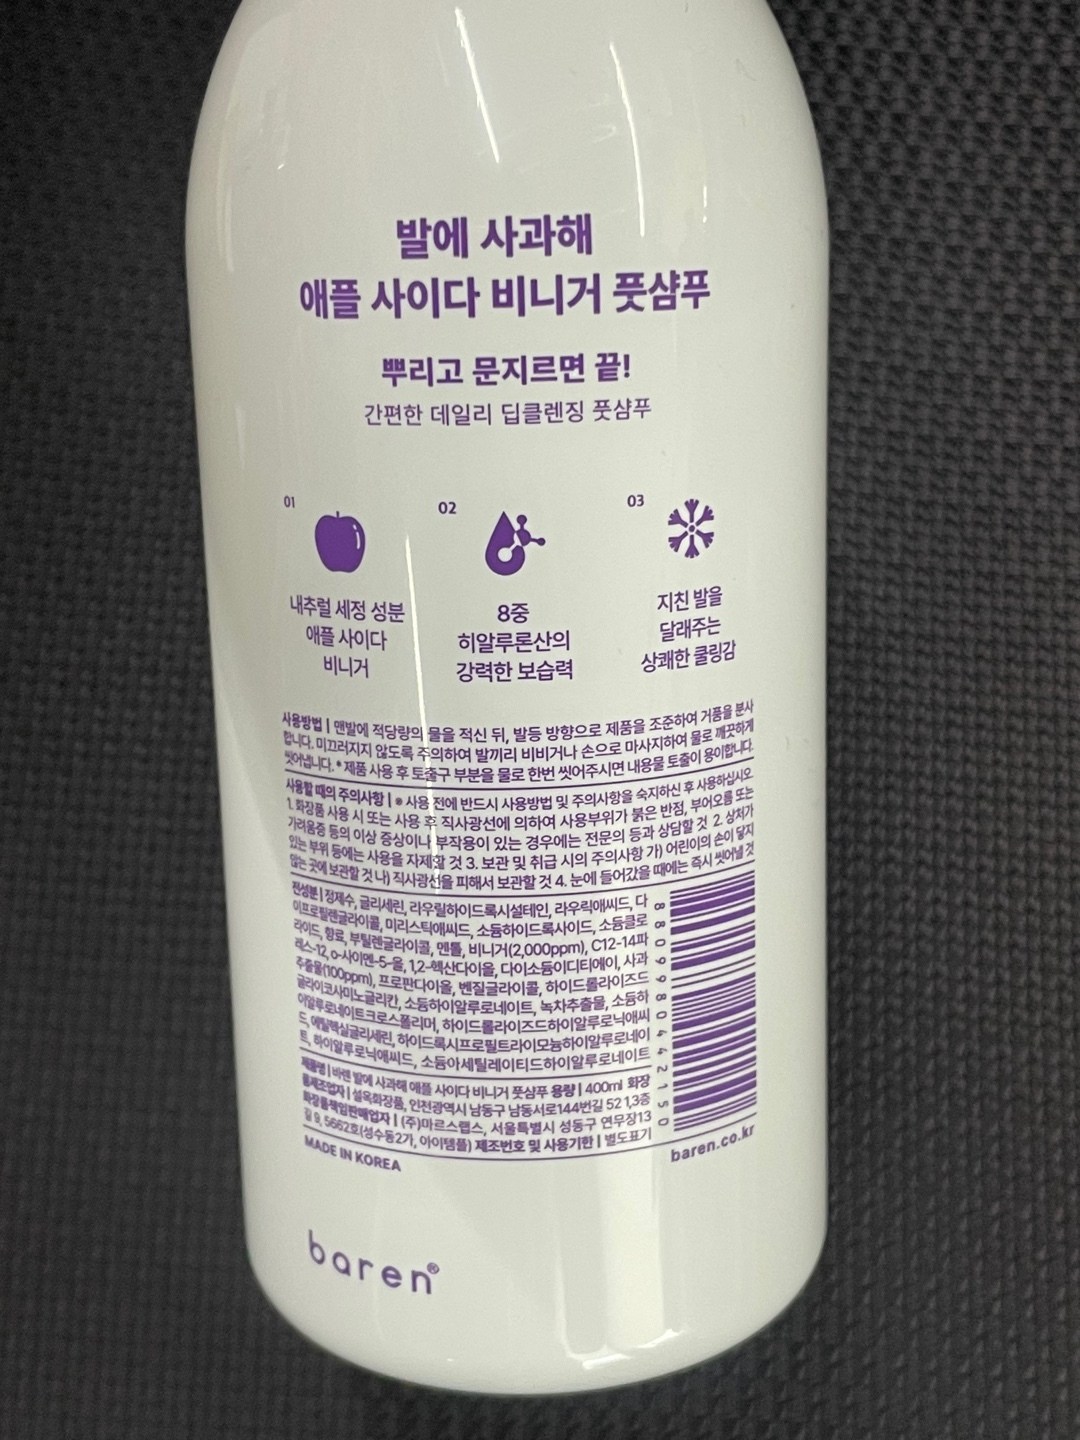 발에 사과해
애플 사이다 비니거 풋샴푸
뿌리고 문지르면 끝!
간편한 데일리 딥클렌징 풋샴푸
01
내추럴 세정 성분
애플 사이다
비니거
02
8중
히알루론산의
강력한 보습력
03
지친 발을
달래주는
상쾌한 쿨링감
사용방법 | 맨발에 적당량의 물을 적신 뒤, 발등 방향으로 제품을 조준하여 거품을 분사
합니다. 미끄러지지 않도록 주의하여 발끼리 비비거나 손으로 마사지하여 물로 깨끗하게
씻어냅니다. * 제품 사용 후 토출구 부분을 물로 한번 씻어주시면 내용물 토출이 용이합니다.
사용할 때의 주의사항 | ※ 사용 전에 반드시 사용방법 및 주의사항을 숙지하신 후 사용하십시오.
1. 화장품 사용 시 또는 사용 후 직사광선에 의하여 사용부위가 붉은 반점, 부어오름 또는
가려움증 등의 이상 증상이나 부작용이 있는 경우에는 전문의 등과 상담할 것 2. 상처가
있는 부위 등에는 사용을 자제할 것 3. 보관 및 취급 시의 주의사항 가) 어린이의 손이 닿지
않는 곳에 보관할 것 나) 직사광선을 피해서 보관할 것 4. 눈에 들어갔을 때에는 즉시 씻어낼 것
전성분 | 정제수, 글리세린, 라우릴하이드록시설테인, 라우릭애씨드, 다
이프로필렌글라이콜, 미리스틱애씨드, 소듐하이드록사이드, 소듐클로
라이드, 향료, 부틸렌글라이콜, 멘톨, 비니거(2,000ppm), C12-14파
레스-12, o-사이멘-5-올, 1,2-헥산다이올, 다이소듐이디티에이, 사과
추출물(100ppm), 프로판다이올, 벤질글라이콜, 하이드롤라이즈드
글라이코사미노글리칸, 소듐하이알루로네이트, 녹차추출물, 소듐하
이알루로네이트크로스폴리머, 하이드롤라이즈드하이알루로닉애씨
드, 에틸헥실글리세린, 하이드록시프로필트라이모늄하이알루로네이
트, 하이알루로닉애씨드, 소듐아세틸레이티드하이알루로네이트
8809980442150
제품명 | 바렌 발에 사과해 애플 사이다 비니거 풋샴푸 용량 | 400ml 화장
품제조업자 | 설옥화장품, 인천광역시 남동구 남동서로144번길 52 1,3층
화장품책임판매업자 | (주)마르스랩스, 서울특별시 성동구 연무장13
길 9, 5662호(성수동2가, 아이템플) 제조번호 및 사용기한 | 별도표기
MADE IN KOREA
baren.co.kr
baren®